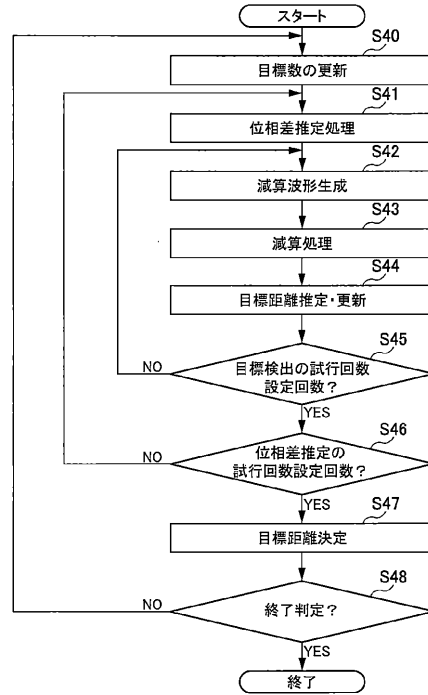 スタート
S40
目標数の更新
S41
位相差推定処理
S42
減算波形生成
S43
減算処理
S44
目標距離推定・更新
S45
目標検出の試行回数
設定回数？
NO
YES
S46
位相差推定の
試行回数設定回数？
NO
YES
S47
目標距離決定
S48
終了判定？
NO
YES
終了